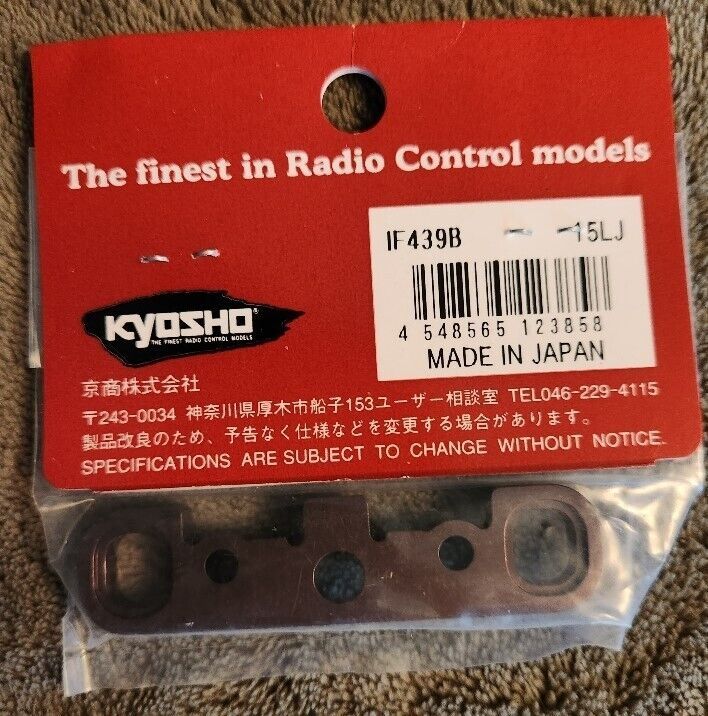 The finest in Radio Control models
IF439B 15LJ
4 548565 123858
MADE IN JAPAN
KYOSHO®
THE FINEST RADIO CONTROL MODELS
京商株式会社
〒243-0034 神奈川県厚木市船子153ユーザー相談室 TEL046-229-4115
製品改良のため、予告なく仕様などを変更する場合があります。
SPECIFICATIONS ARE SUBJECT TO CHANGE WITHOUT NOTICE.